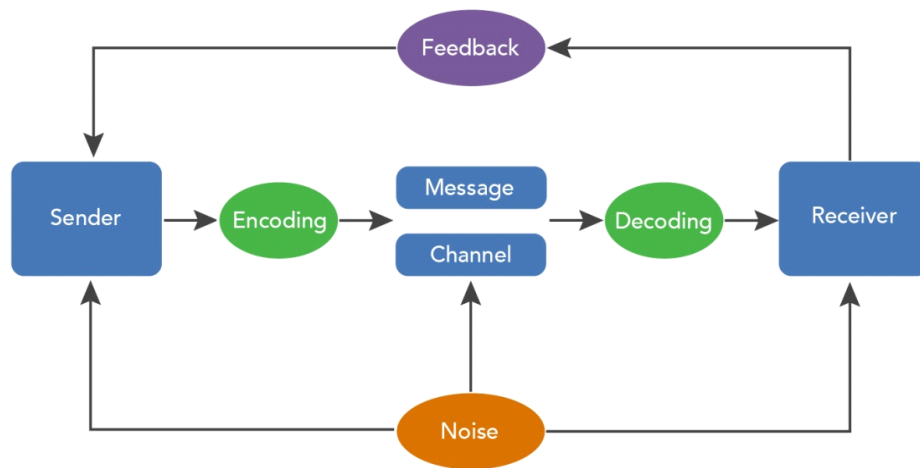 Feedback
Sender
Encoding
Message
Channel
Decoding
Receiver
Noise